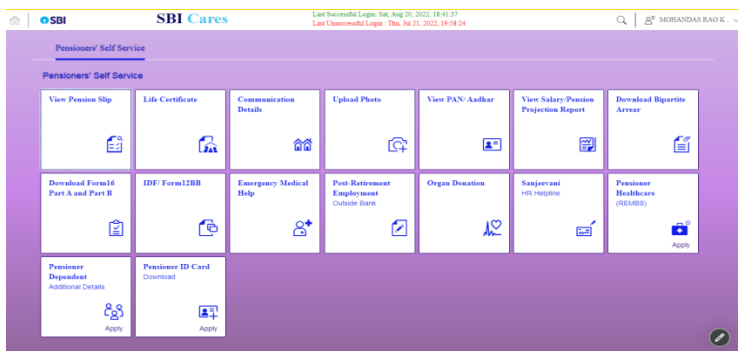 SBI
SBI Cares
Last Successful Login: Sat, Aug 20, 2022, 18:41:37
Last Unsuccessful Login : Thu, Jul 21, 2022, 19:58:24
MOHANDAS RAO K .
Pensioners' Self Service
Pensioners' Self Service
View Pension Slip
Life Certificate
Communication
Details
Upload Photo
View PAN/ Aadhar
View Salary/Pension
Projection Report
Download Bipartite
Arrear
Download Form16
Part A and Part B
IDF/ Form12BB
Emergency Medical
Help
Post-Retirement
Employment
Outside Bank
Organ Donation
Sanjeevani
HR Helpline
Pensioner
Healthcare
(REMBS)
Apply
Pensioner
Dependent
Additional Details
Apply
Pensioner ID Card
Download
Apply